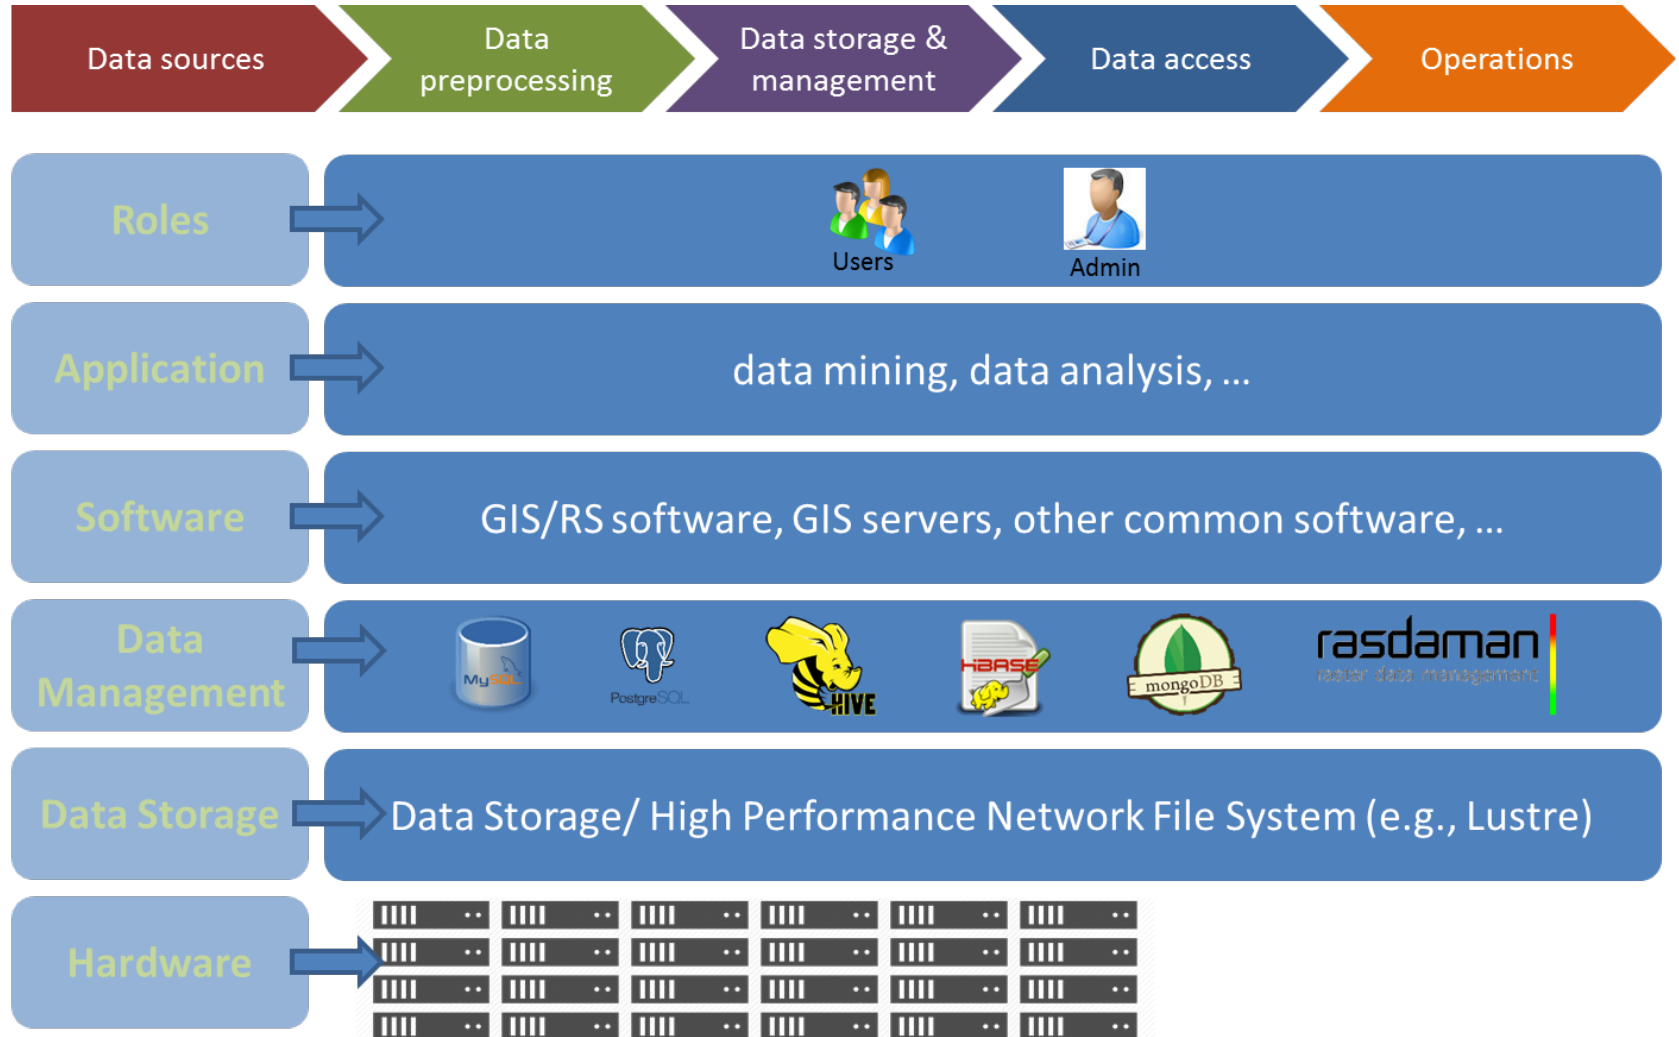 Data sources
Data
preprocessing
Data storage &
management
Data access
Operations
Roles
Users
Admin
Application
data mining, data analysis, ...
Software
GIS/RS software, GIS servers, other common software, ...
Data
Management
MySQL
PostgreSQL
HIVE
HBASE
mongoDB
rasdaman
raster data management
Data Storage
Data Storage/ High Performance Network File System (e.g., Lustre)
Hardware